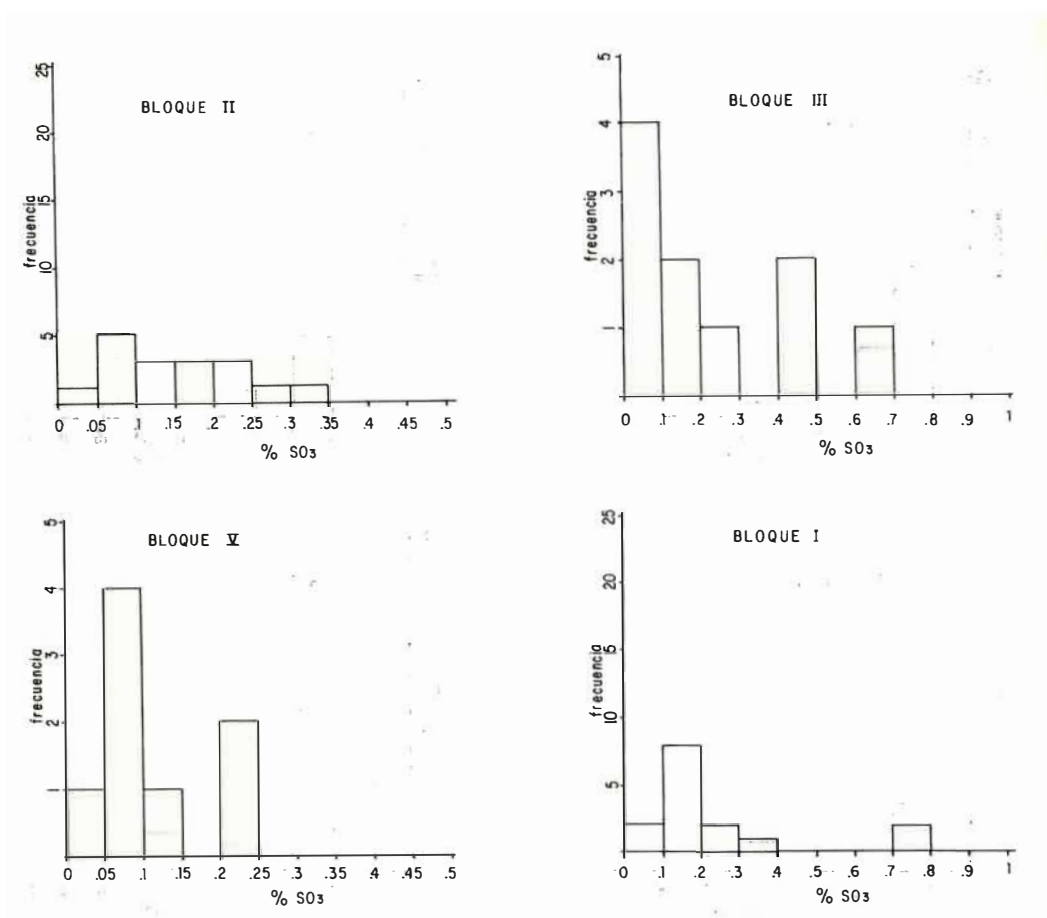 BLOQUE II
frecuencia
25
20
15
10
5
0 .05 .1 .15 .2 .25 .3 .35 .4 .45 .5
% SO3
BLOQUE III
frecuencia
5
4
3
2
1
0 .1 .2 .3 .4 .5 .6 .7 .8 .9 1
% SO3
BLOQUE V
frecuencia
5
4
3
2
1
0 .05 .1 .15 .2 .25 .3 .35 .4 .45 .5
% SO3
BLOQUE I
frecuencia
25
20
15
10
5
0 .1 .2 .3 .4 .5 .6 .7 .8 .9 1
% SO3